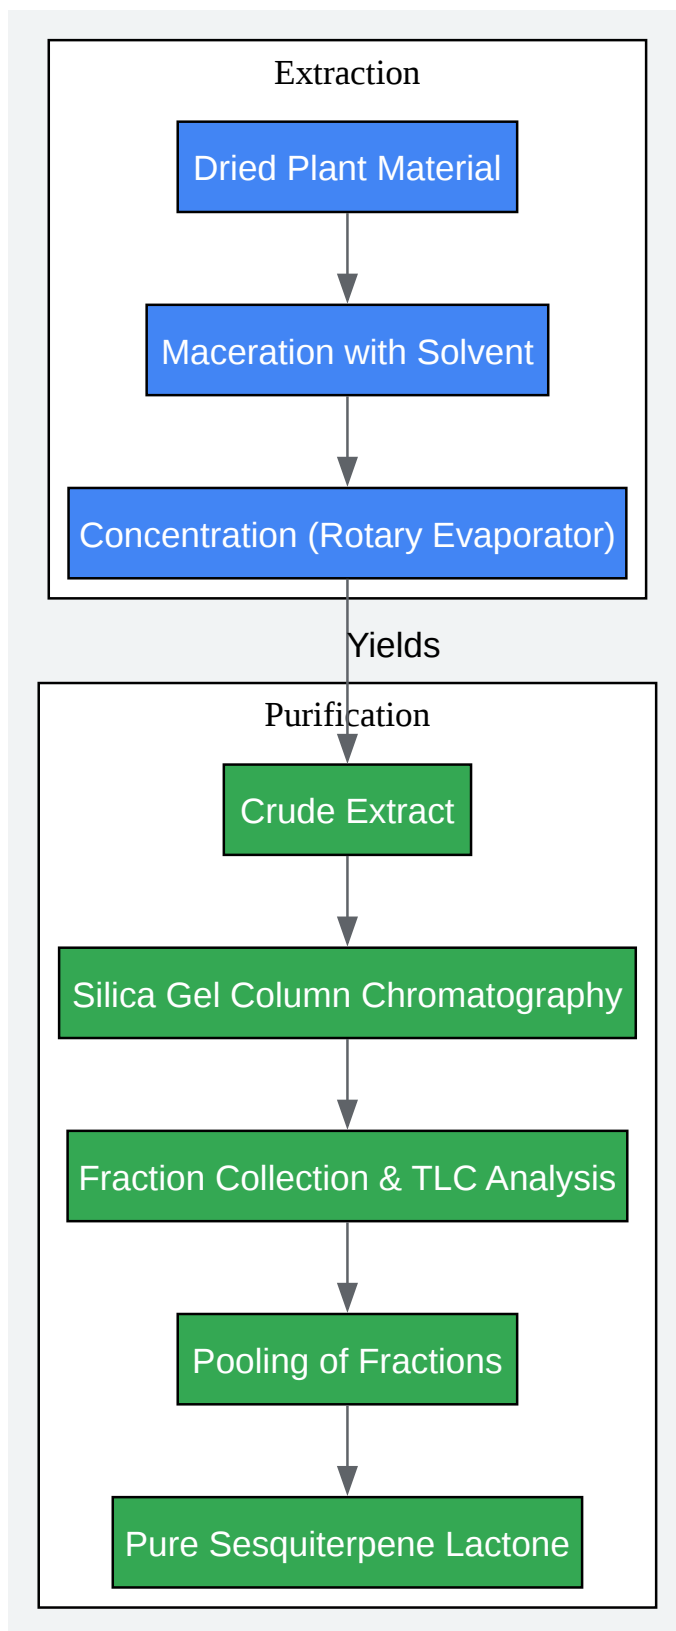 Extraction
Dried Plant Material
Maceration with Solvent
Concentration (Rotary Evaporator)
Yields
Purification
Crude Extract
Silica Gel Column Chromatography
Fraction Collection & TLC Analysis
Pooling of Fractions
Pure Sesquiterpene Lactone